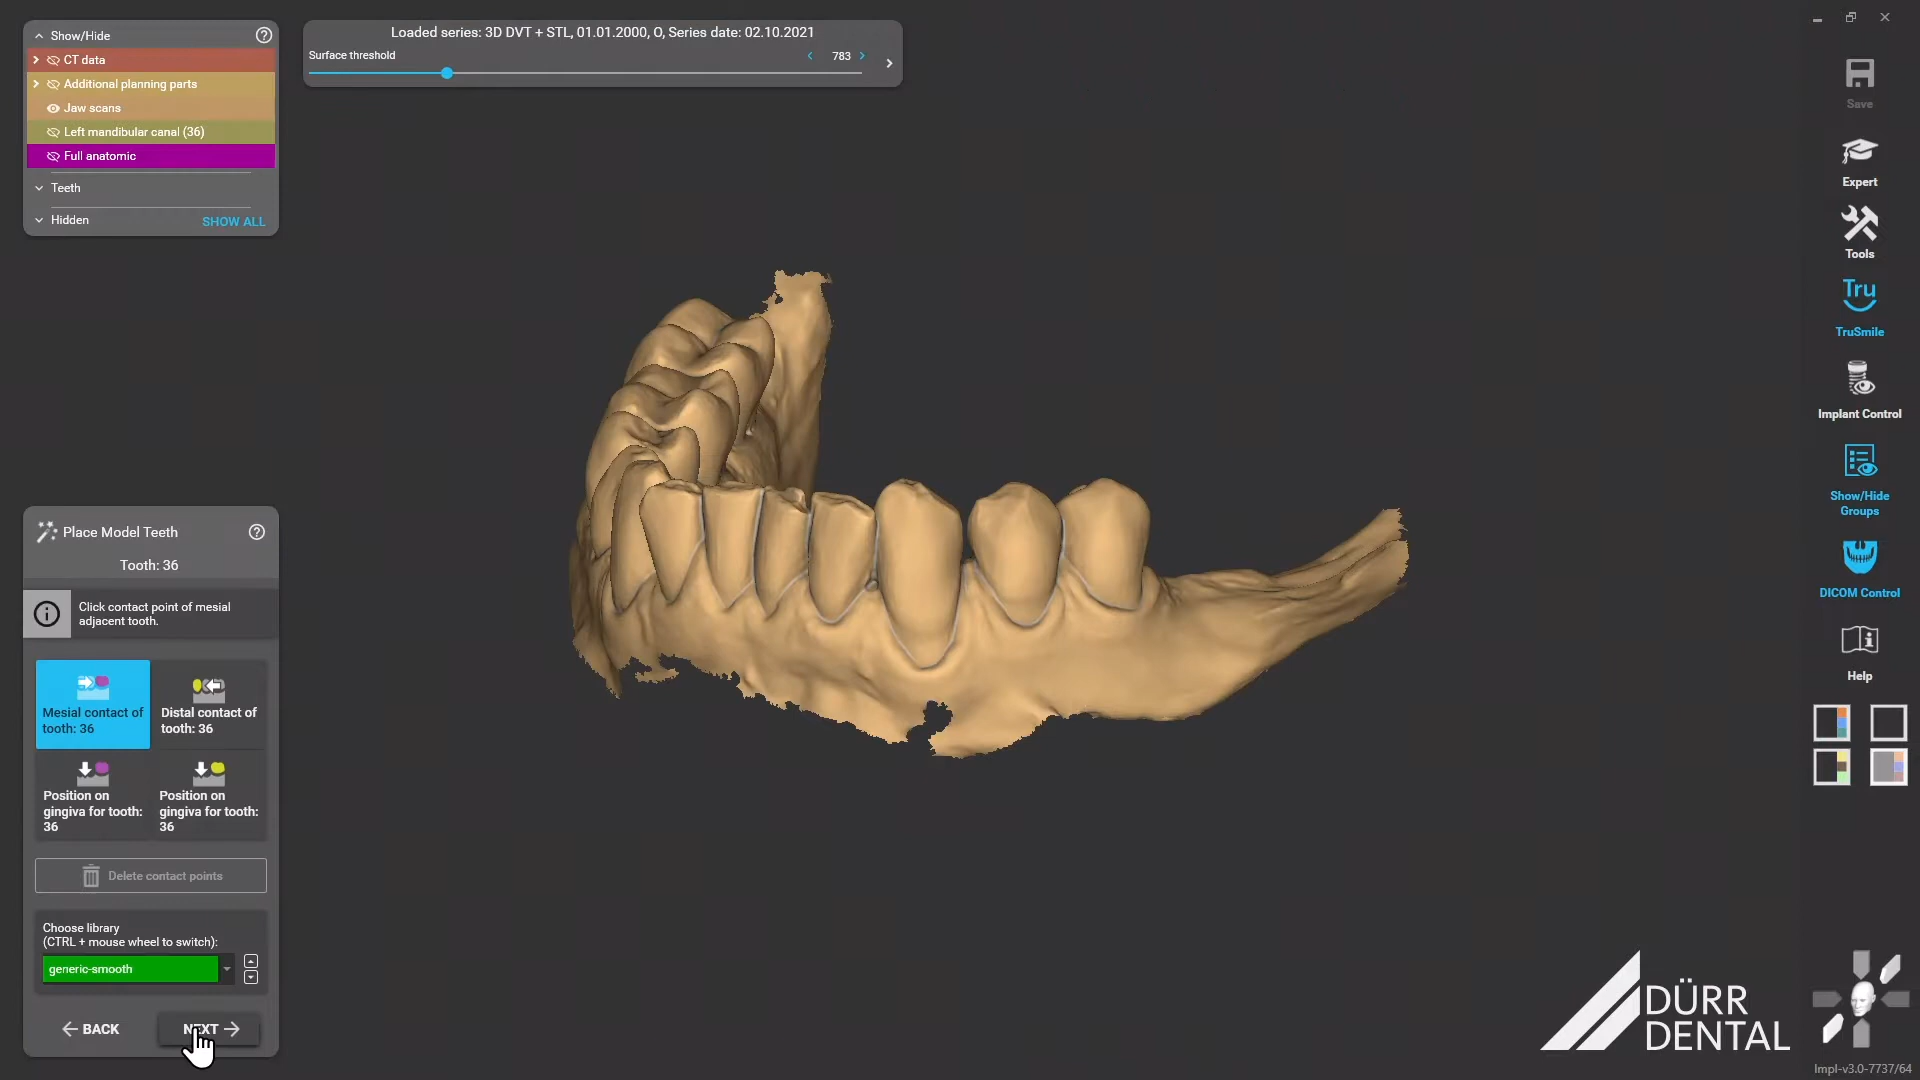 Show/Hide
CT data
Additional planning parts
Jaw scans
Left mandibular canal (36)
Full anatomic
Teeth
Hidden
SHOW ALL
Loaded series: 3D DVT + STL, 01.01.2000, O, Series date: 02.10.2021
Surface threshold
783
Place Model Teeth
Tooth: 36
Click contact point of mesial
adjacent tooth.
Mesial contact of
tooth: 36
Distal contact of
tooth: 36
Position on
gingiva for tooth:
36
Position on
gingiva for tooth:
36
Delete contact points
Choose library
(CTRL + mouse wheel to switch):
generic-smooth
BACK
NEXT
Save
Expert
Tools
Tru
TruSmile
Implant Control
Show/Hide
Groups
DICOM Control
Help
DÜRR
DENTAL
Impl-v3.0-7737/64